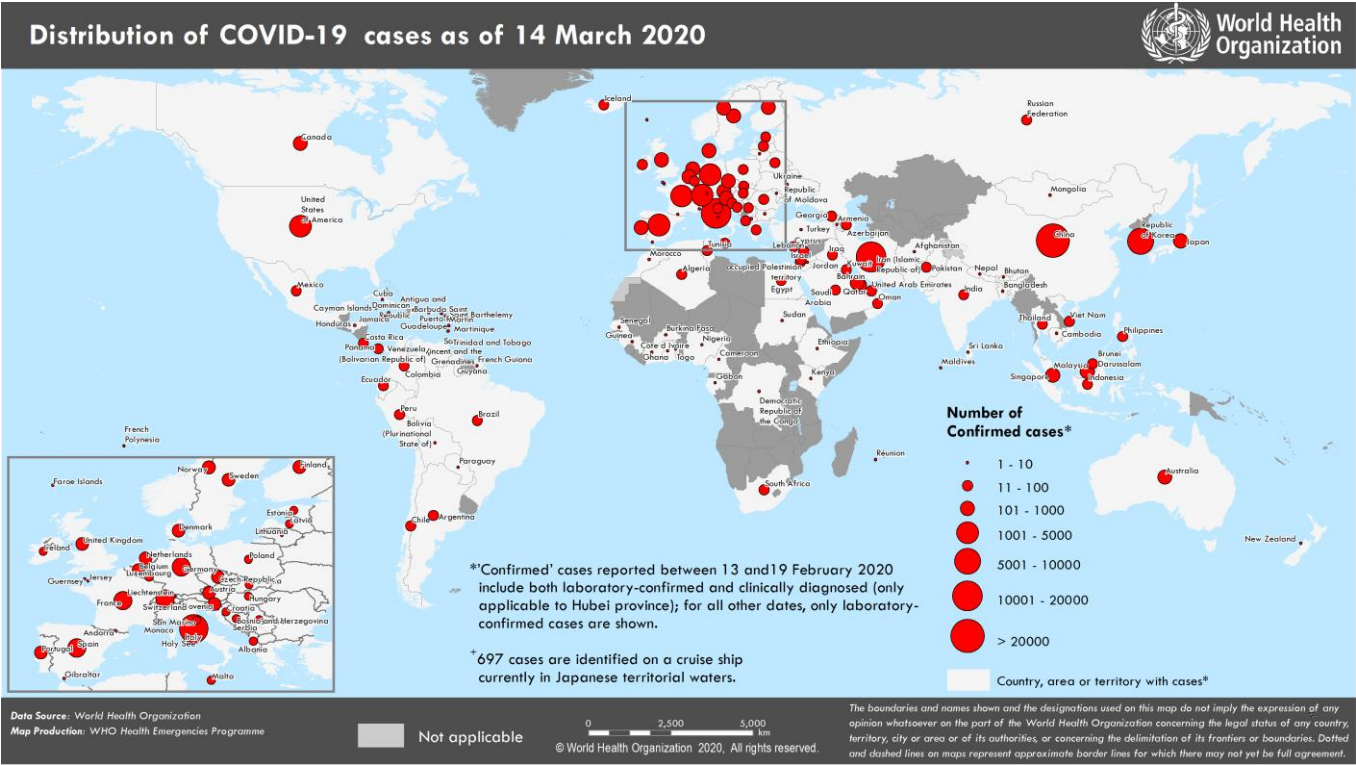 Distribution of COVID-19 cases as of 14 March 2020
World Health
Organization
Iceland
Russian
Federation
Canada
United
States
of America
Ukraine
Republic
of Moldova
Mongolia
Georgia
Armenia
Turkey
Azerbaijan
China
Republic
of Korea
Japan
Tunisia
Morocco
Lebanon
Cyprus
Israel
Iraq
Afghanistan
Algeria
occupied Palestinian
territory
Jordan
Kuwait
Iran (Islamic
Republic of)
Pakistan
Nepal
Bhutan
Bahrain
Bangladesh
Mexico
Egypt
Saudi
Arabia
Qatar
United Arab Emirates
Oman
India
Cuba
Cayman Islands
Dominican
Republic
Antigua and
Barbuda
Saint
Saint Barthelemy
Jamaica
Puerto
Martin
Honduras
Guadeloupe
Martinique
Senegal
Sudan
Thailand
Viet Nam
Guinea
Burkina Faso
Cambodia
Philippines
Costa Rica
Nigeria
Ethiopia
Panama
Venezuela
(Bolivarian Republic of)
Trinidad and Tobago
Vincent and the
Grenadines
French Guiana
Guyana
Cote d Ivoire
Ghana
Togo
Cameroon
Sri Lanka
Maldives
Brunei
Darussalam
Malaysia
Colombia
Ecuador
Gabon
Kenya
Singapore
Indonesia
Democratic
Republic of
the Congo
Peru
Brazil
Bolivia
(Plurinational
State of)
French
Polynesia
Réunion
Paraguay
Australia
South Africa
Chile
Argentina
New Zealand
Norway
Finland
Sweden
Faroe Islands
Estonia
Latvia
Lithuania
Denmark
United Kingdom
Ireland
Netherlands
Poland
Belgium
Germany
Luxembourg
Guernsey
Jersey
Czech Republic
Liechtenstein
Austria
Hungary
France
Switzerland
Croatia
San Marino
Bosnia and Herzegovina
Monaco
Serbia
Andorra
Italy
Holy See
Albania
Portugal
Spain
Gibraltar
Malta
Number of
Confirmed cases*
1 - 10
11 - 100
101 - 1000
1001 - 5000
5001 - 10000
10001 - 20000
> 20000
Country, area or territory with cases*
*'Confirmed' cases reported between 13 and19 February 2020
include both laboratory-confirmed and clinically diagnosed (only
applicable to Hubei province); for all other dates, only laboratory-
confirmed cases are shown.
+697 cases are identified on a cruise ship
currently in Japanese territorial waters.
Data Source: World Health Organization
Map Production: WHO Health Emergencies Programme
Not applicable
0 2,500 5,000
km
© World Health Organization 2020, All rights reserved.
The boundaries and names shown and the designations used on this map do not imply the expression of any
opinion whatsoever on the part of the World Health Organization concerning the legal status of any country,
territory, city or area or of its authorities, or concerning the delimitation of its frontiers or boundaries. Dotted
and dashed lines on maps represent approximate border lines for which there may not yet be full agreement.